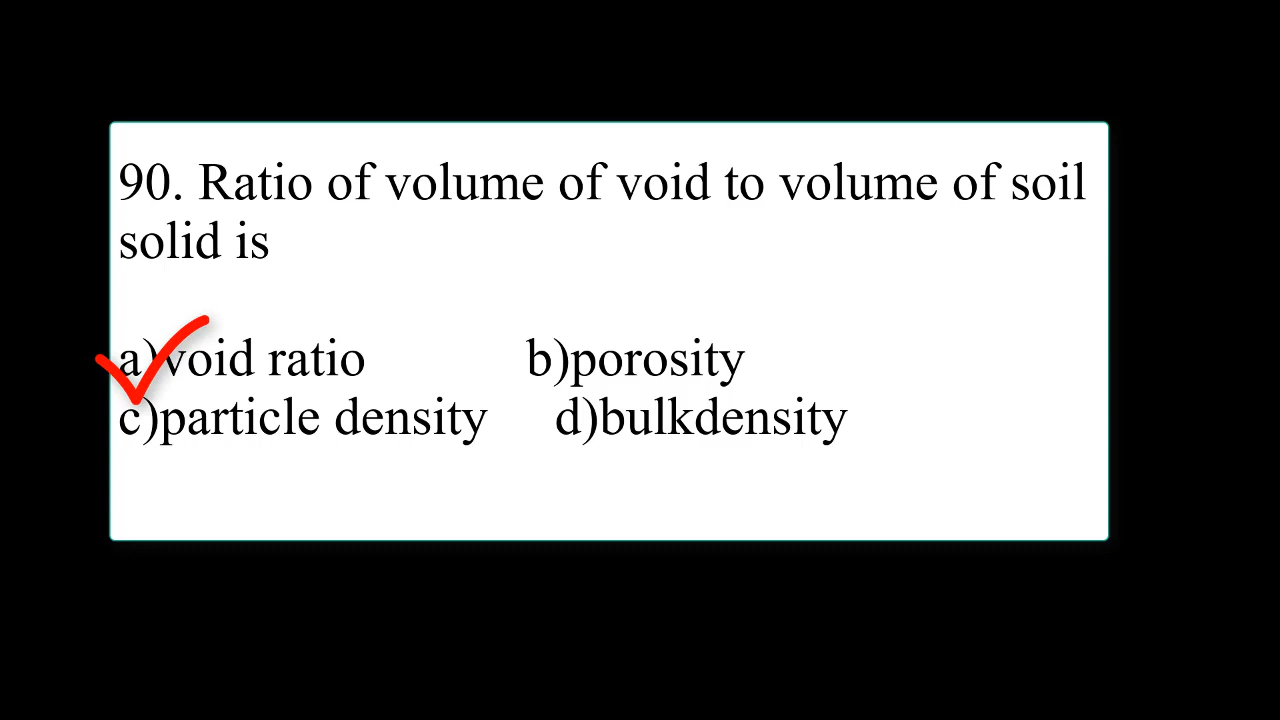 90. Ratio of volume of void to volume of soil
solid is
a)void ratio b)porosity
c)particle density d)bulkdensity